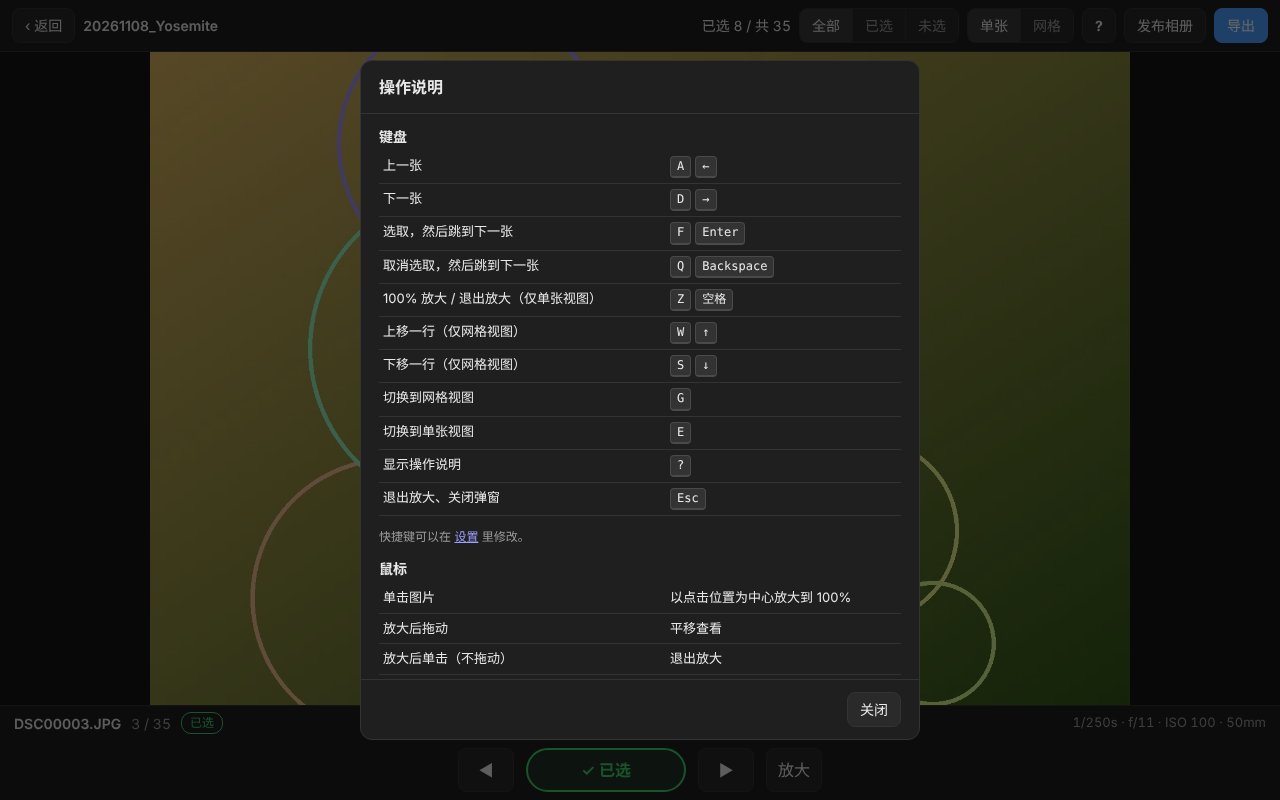 ‹ 返回 20261108_Yosemite 已选 8 / 共 35 全部 已选 未选 单张 网格 ? 发布相册 导出
操作说明
键盘
上一张 A ←
下一张 D →
选取，然后跳到下一张 F Enter
取消选取，然后跳到下一张 Q Backspace
100% 放大 / 退出放大（仅单张视图） Z 空格
上移一行（仅网格视图） W ↑
下移一行（仅网格视图） S ↓
切换到网格视图 G
切换到单张视图 E
显示操作说明 ?
退出放大、关闭弹窗 Esc
快捷键可以在 设置 里修改。
鼠标
单击图片 以点击位置为中心放大到 100%
放大后拖动 平移查看
放大后单击（不拖动） 退出放大
关闭
DSC00003.JPG 3 / 35 已选 1/250s · f/11 · ISO 100 · 50mm
◀ ✓ 已选 ▶ 放大